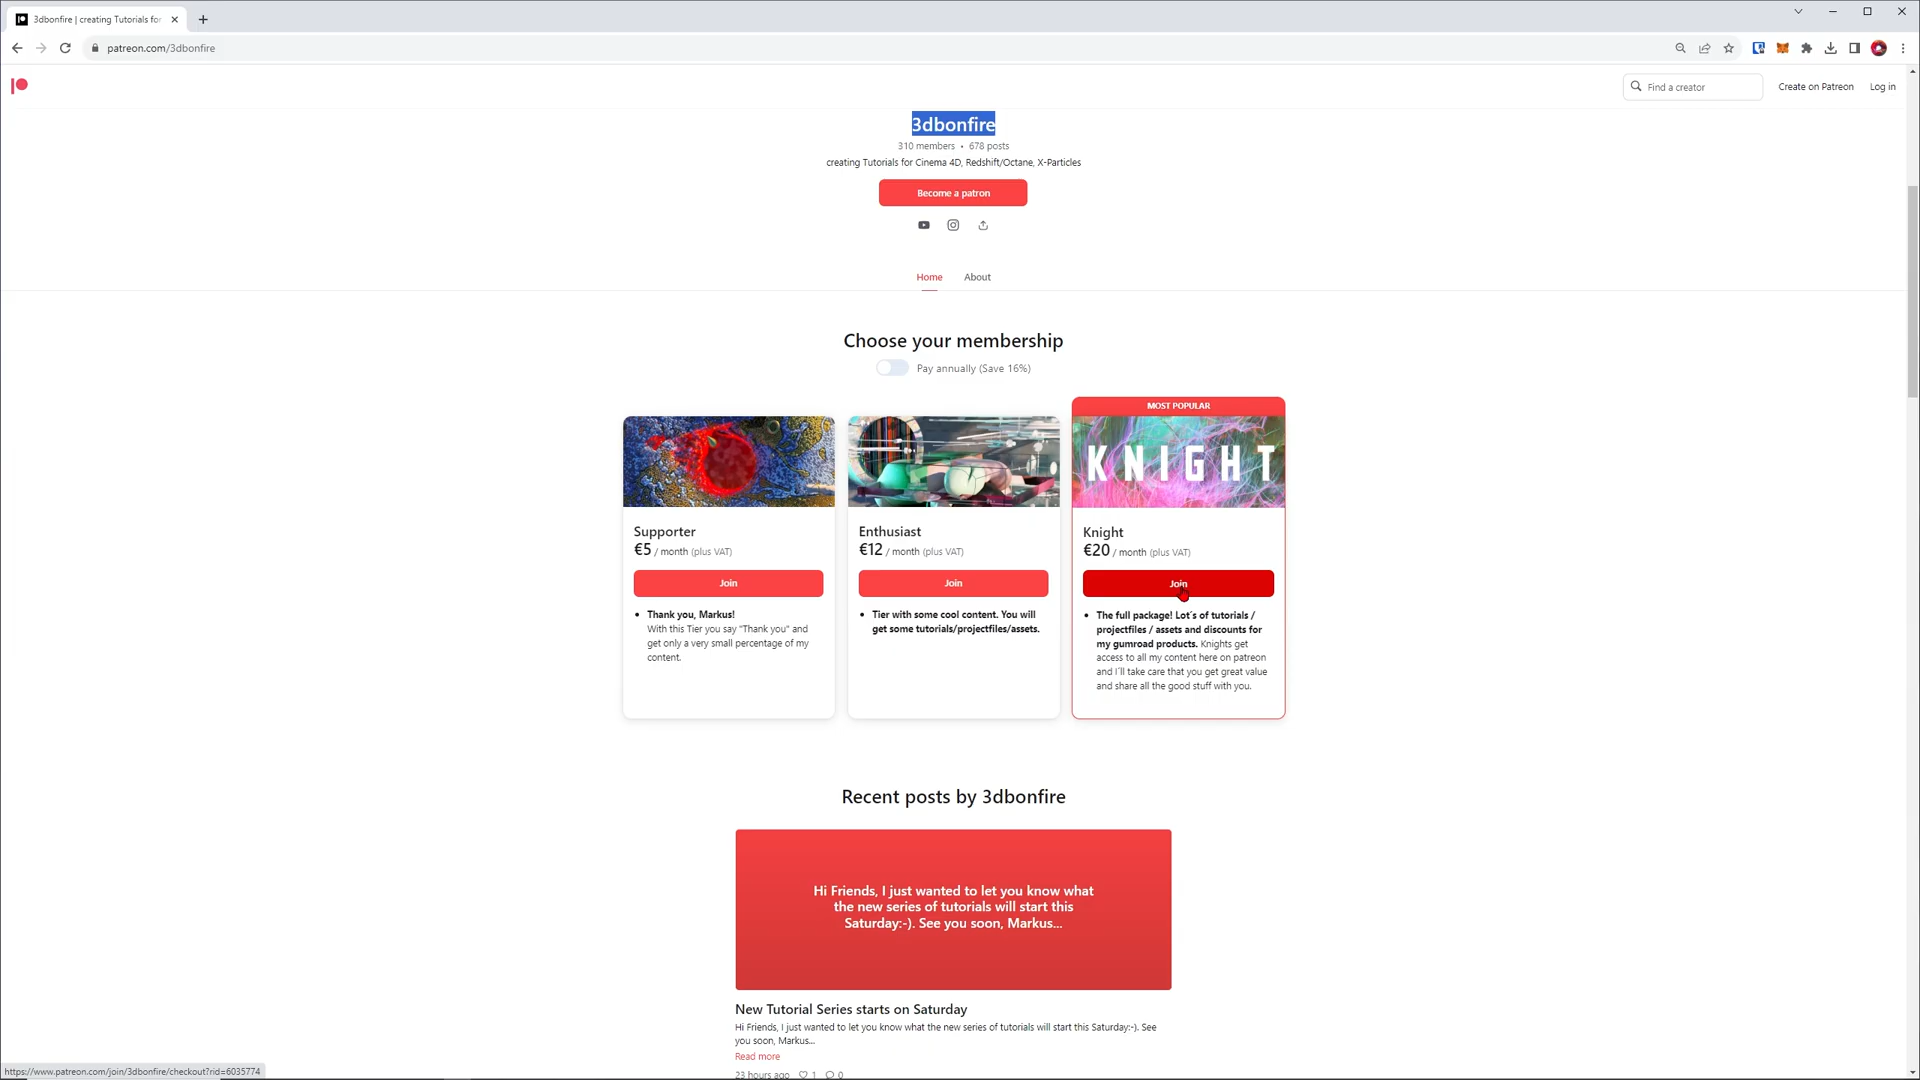 3dbonfire | creating Tutorials for
patreon.com/3dbonfire
Find a creator
Create on Patreon
Log in
3dbonfire
310 members • 678 posts
creating Tutorials for Cinema 4D, Redshift/Octane, X-Particles
Become a patron
Home
About
Choose your membership
Pay annually (Save 16%)
Supporter
€5 / month (plus VAT)
Join
• Thank you, Markus!
With this Tier you say "Thank you" and
get only a very small percentage of my
content.
Enthusiast
€12 / month (plus VAT)
Join
• Tier with some cool content. You will
get some tutorials/projectfiles/assets.
MOST POPULAR
KNIGHT
Knight
€20 / month (plus VAT)
Join
• The full package! Lot´s of tutorials /
projectfiles / assets and discounts for
my gumroad products. Knights get
access to all my content here on patreon
and I´ll take care that you get great value
and share all the good stuff with you.
Recent posts by 3dbonfire
Hi Friends, I just wanted to let you know what
the new series of tutorials will start this
Saturday:-). See you soon, Markus...
New Tutorial Series starts on Saturday
Hi Friends, I just wanted to let you know what the new series of tutorials will start this Saturday:-). See
you soon, Markus...
Read more
23 hours ago 1 0
https://www.patreon.com/join/3dbonfire/checkout?rid=6035774